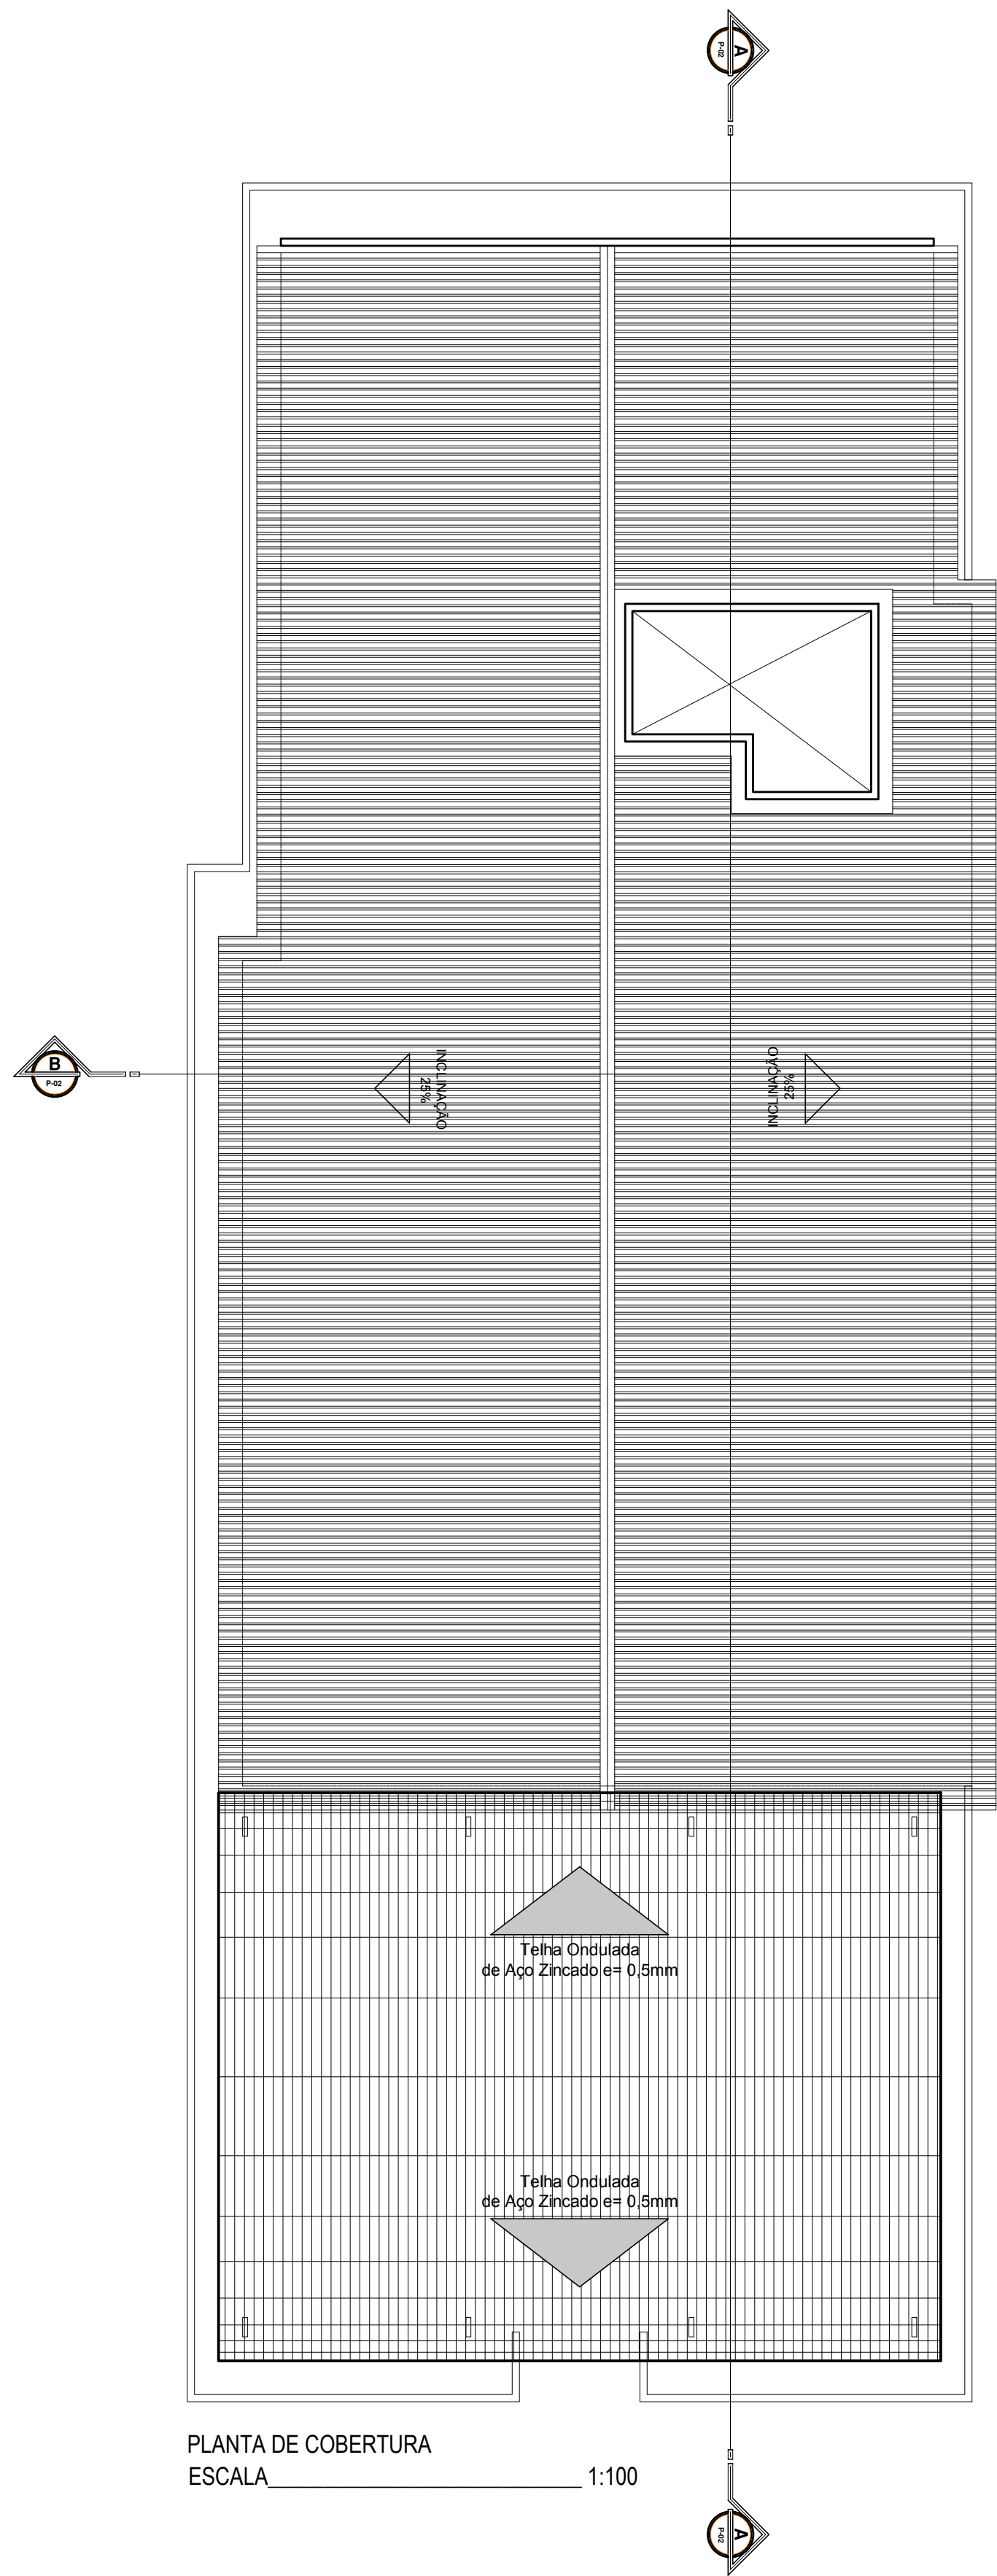 A
P-02
B
P-02
INCLINAÇÃO
25%
INCLINAÇÃO
25%
Telha Ondulada
de Aço Zincado e= 0,5mm
Telha Ondulada
de Aço Zincado e= 0,5mm
PLANTA DE COBERTURA
ESCALA__________________________ 1:100
A
P-02